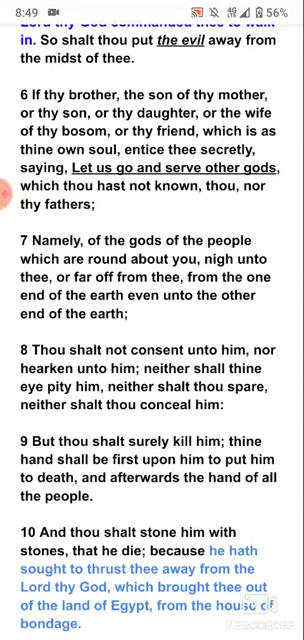 8:49
4G
56%
Lord thy God commanded thee to walk
in. So shalt thou put the evil away from
the midst of thee.
6 If thy brother, the son of thy mother,
or thy son, or thy daughter, or the wife
of thy bosom, or thy friend, which is as
thine own soul, entice thee secretly,
saying, Let us go and serve other gods,
which thou hast not known, thou, nor
thy fathers;
7 Namely, of the gods of the people
which are round about you, nigh unto
thee, or far off from thee, from the one
end of the earth even unto the other
end of the earth;
8 Thou shalt not consent unto him, nor
hearken unto him; neither shall thine
eye pity him, neither shalt thou spare,
neither shalt thou conceal him:
9 But thou shalt surely kill him; thine
hand shall be first upon him to put him
to death, and afterwards the hand of all
the people.
10 And thou shalt stone him with
stones, that he die; because he hath
sought to thrust thee away from the
Lord thy God, which brought thee out
of the land of Egypt, from the house of
bondage.